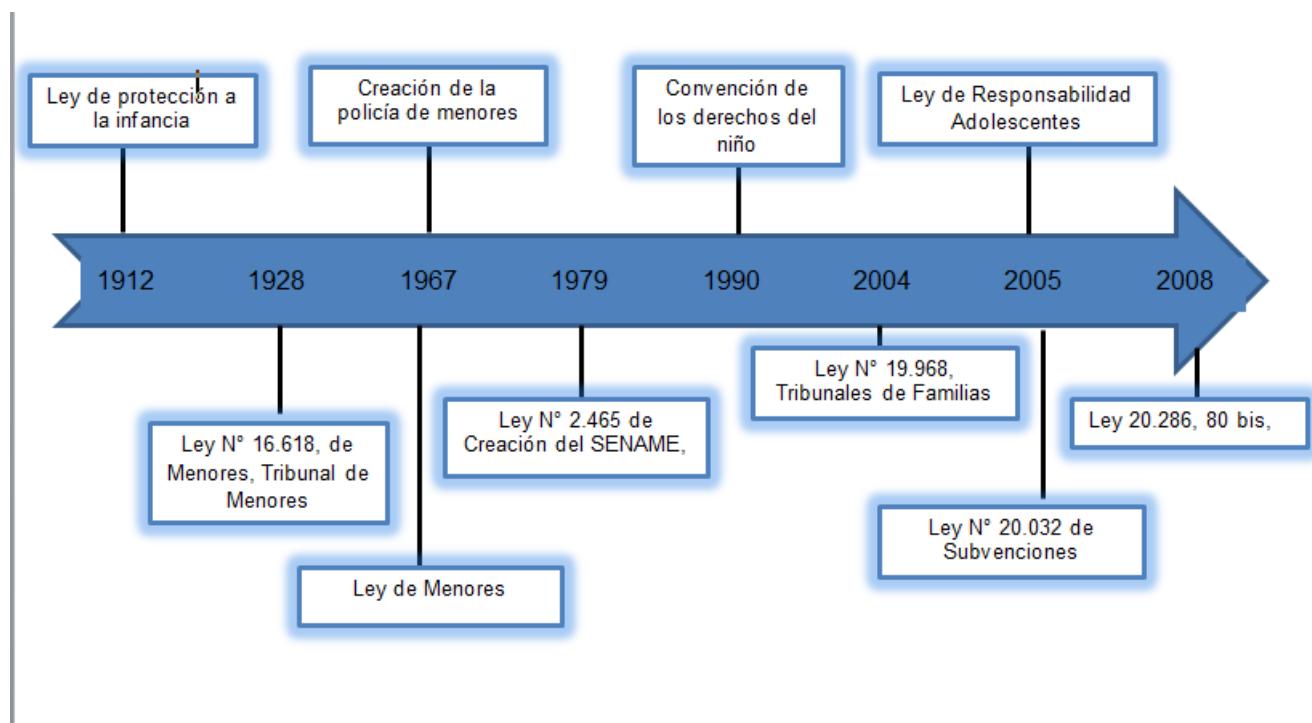 Ley de protección a
la infancia
Creación de la
policía de menores
Convención de
los derechos del
niño
Ley de Responsabilidad
Adolescentes
1912
1928
1967
1979
1990
2004
2005
2008
Ley N° 16.618, de
Menores, Tribunal de
Menores
Ley de Menores
Ley N° 2.465 de
Creación del SENAME,
Ley N° 19.968,
Tribunales de Familias
Ley N° 20.032 de
Subvenciones
Ley 20.286, 80 bis,